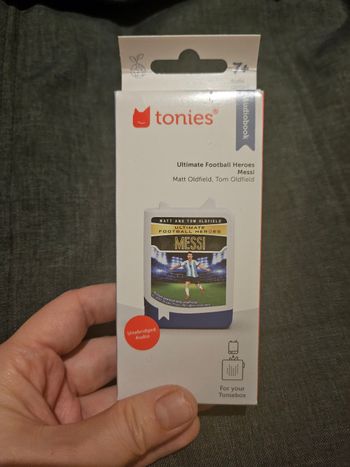 7+
Audiobook
tonies®
Ultimate Football Heroes
Messi
Matt Oldfield, Tom Oldfield
MATT AND TOM OLDFIELD
ULTIMATE
FOOTBALL HEROES
MESSI
Unabridged
Audio
For your
Toniebox